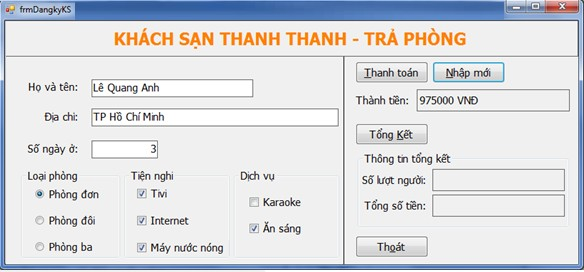 frmDangkyKS
KHÁCH SẠN THANH THANH - TRẢ PHÒNG
Họ và tên: Lê Quang Anh
Địa chỉ: TP Hồ Chí Minh
Số ngày ở: 3
Loại phòng
Phòng đơn
Phòng đôi
Phòng ba
Tiện nghi
Tivi
Internet
Máy nước nóng
Dịch vụ
Karaoke
Ăn sáng
Thanh toán Nhập mới
Thành tiền: 975000 VNĐ
Tổng Kết
Thông tin tổng kết
Số lượt người:
Tổng số tiền:
Thoát